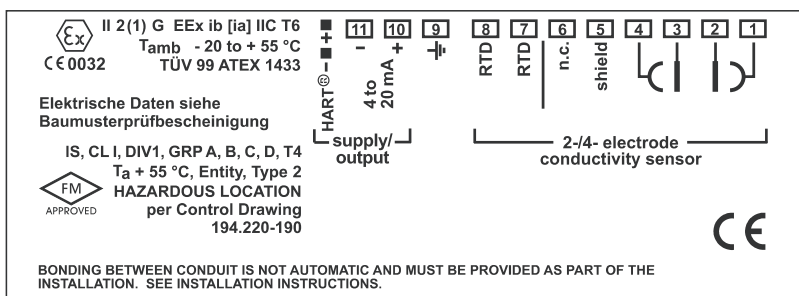 II 2(1) G EEx ib [ia] IIC T6
Tamb - 20 to + 55 °C
TÜV 99 ATEX 1433
εx
CE 0032
Elektrische Daten siehe
Baumusterprüfbescheinigung
IS, CL I, DIV1, GRP A, B, C, D, T4
Ta + 55 °C, Entity, Type 2
HAZARDOUS LOCATION
per Control Drawing
194.220-190
FM
APPROVED
HART® - +
11 10 9 8 7 6 5 4 3 2 1
- +
4 to
20 mA
RTD
RTD
n.c.
shield
supply/
output
2-/4- electrode
conductivity sensor
CE
BONDING BETWEEN CONDUIT IS NOT AUTOMATIC AND MUST BE PROVIDED AS PART OF THE
INSTALLATION. SEE INSTALLATION INSTRUCTIONS.